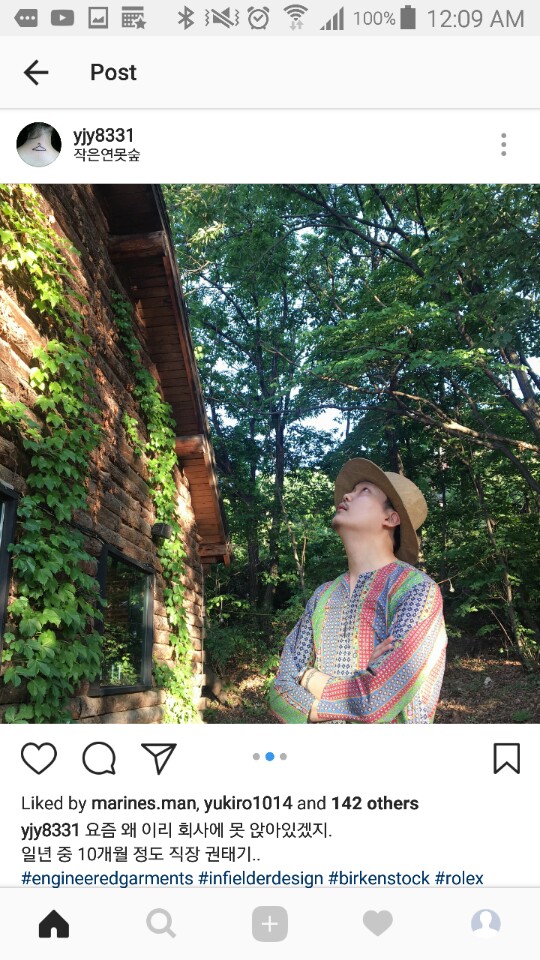 100% 12:09 AM
Post
yjy8331
작은연못숲
Liked by marines.man, yukiro1014 and 142 others
yjy8331 요즘 왜 이리 회사에 못 앉아있겠지.
일년 중 10개월 정도 직장 권태기..
#engineeredgarments #infielderdesign #birkenstock #rolex